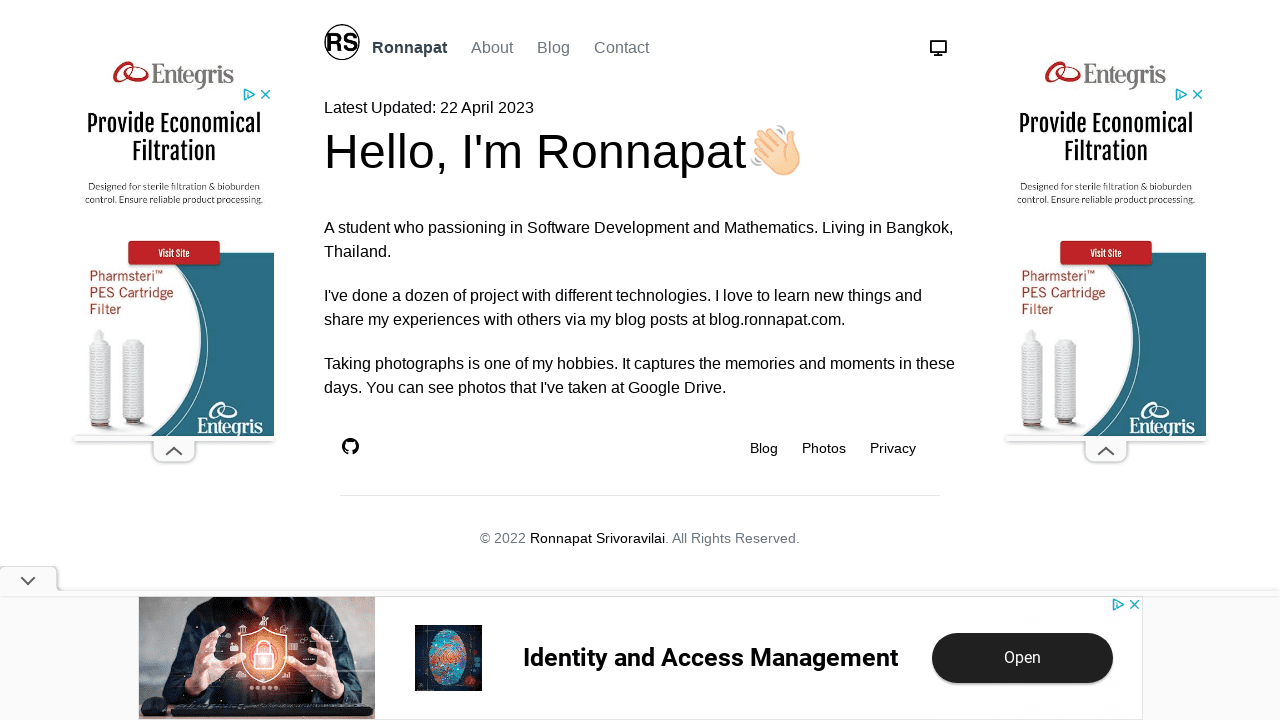 RS
Ronnapat About Blog Contact
Latest Updated: 22 April 2023
Hello, I'm Ronnapat👋🏻
A student who passioning in Software Development and Mathematics. Living in Bangkok,
Thailand.
I've done a dozen of project with different technologies. I love to learn new things and
share my experiences with others via my blog posts at blog.ronnapat.com.
Taking photographs is one of my hobbies. It captures the memories and moments in these
days. You can see photos that I've taken at Google Drive.
Blog Photos Privacy
© 2022 Ronnapat Srivoravilai. All Rights Reserved.
Entegris
Provide Economical
Filtration
Designed for sterile filtration & bioburden
control. Ensure reliable product processing.
Visit Site
Pharmsteri™
PES Cartridge
Filter
Entegris
Entegris
Provide Economical
Filtration
Designed for sterile filtration & bioburden
control. Ensure reliable product processing.
Visit Site
Pharmsteri™
PES Cartridge
Filter
Entegris
Identity and Access Management
Open